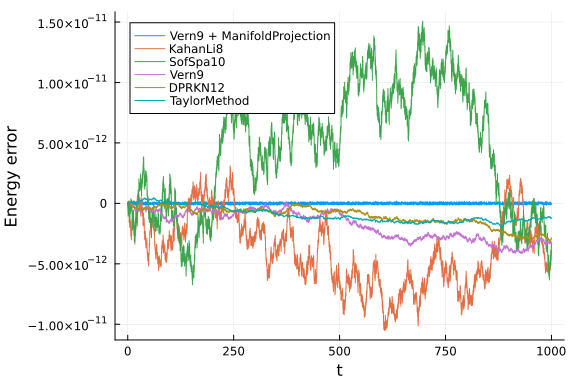 1.50×10⁻¹¹
1.00×10⁻¹¹
5.00×10⁻¹²
0
−5.00×10⁻¹²
−1.00×10⁻¹¹
Energy error
Vern9 + ManifoldProjection
KahanLi8
SofSpa10
Vern9
DPRKN12
TaylorMethod
0
250
500
750
1000
t